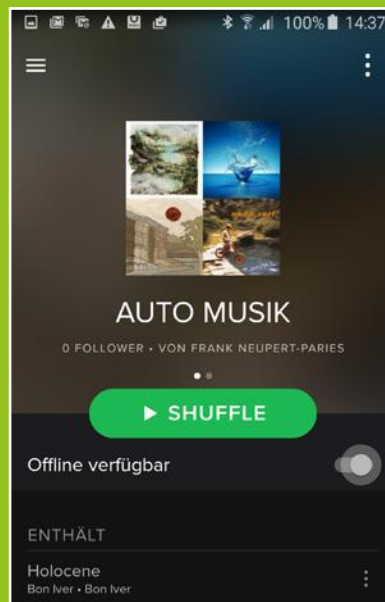 100% 14:37
AUTO MUSIK
0 FOLLOWER • VON FRANK NEUPERT-PARIES
SHUFFLE
Offline verfügbar
ENTHÄLT
Holocene
Bon Iver • Bon Iver